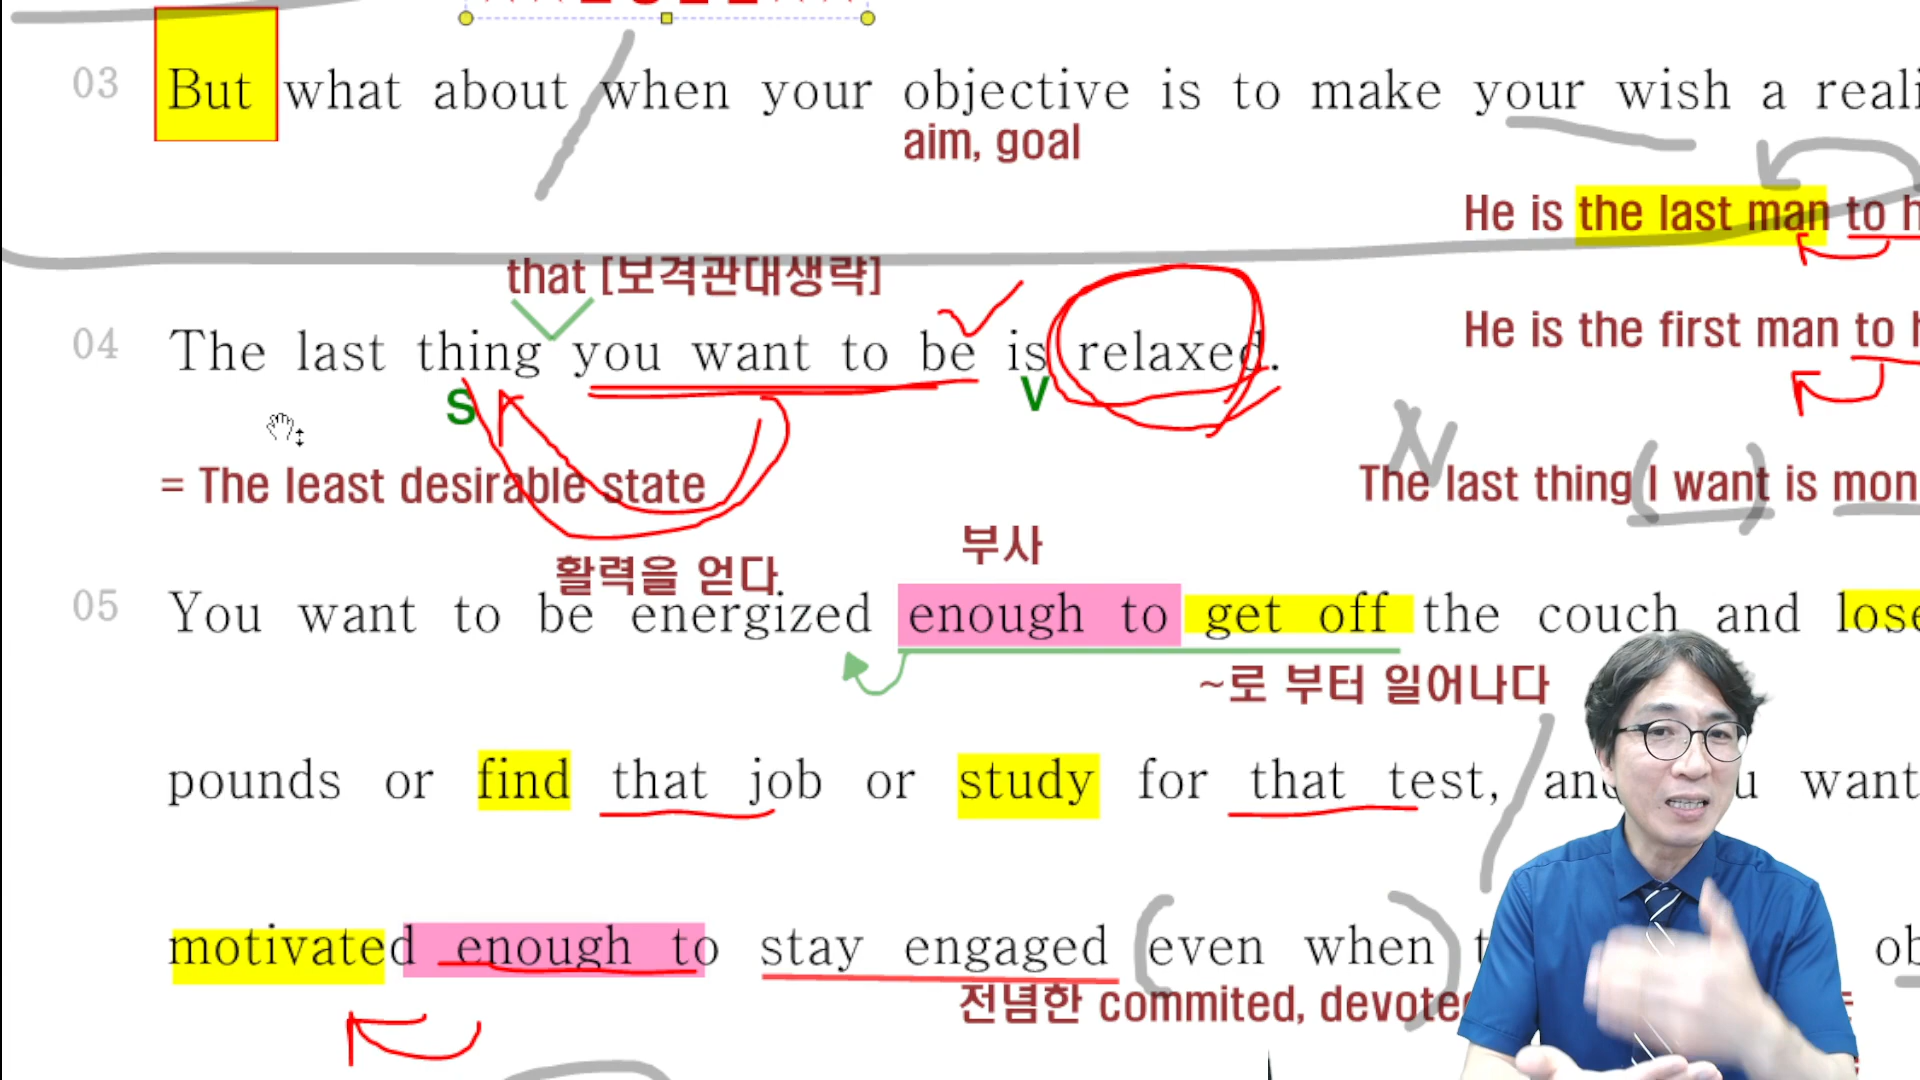 03 But what about when your objective is to make your wish a reali
aim, goal
He is the last man to h
that [보격관대생략]
04 The last thing you want to be is relaxed.
He is the first man to h
S
V
= The least desirable state
The last thing (I want) is mon
활력을 얻다
부사
05 You want to be energized enough to get off the couch and lose
~로 부터 일어나다
pounds or find that job or study for that test, and want
motivated enough to stay engaged (even when) t ob
전념한 commited, devoted